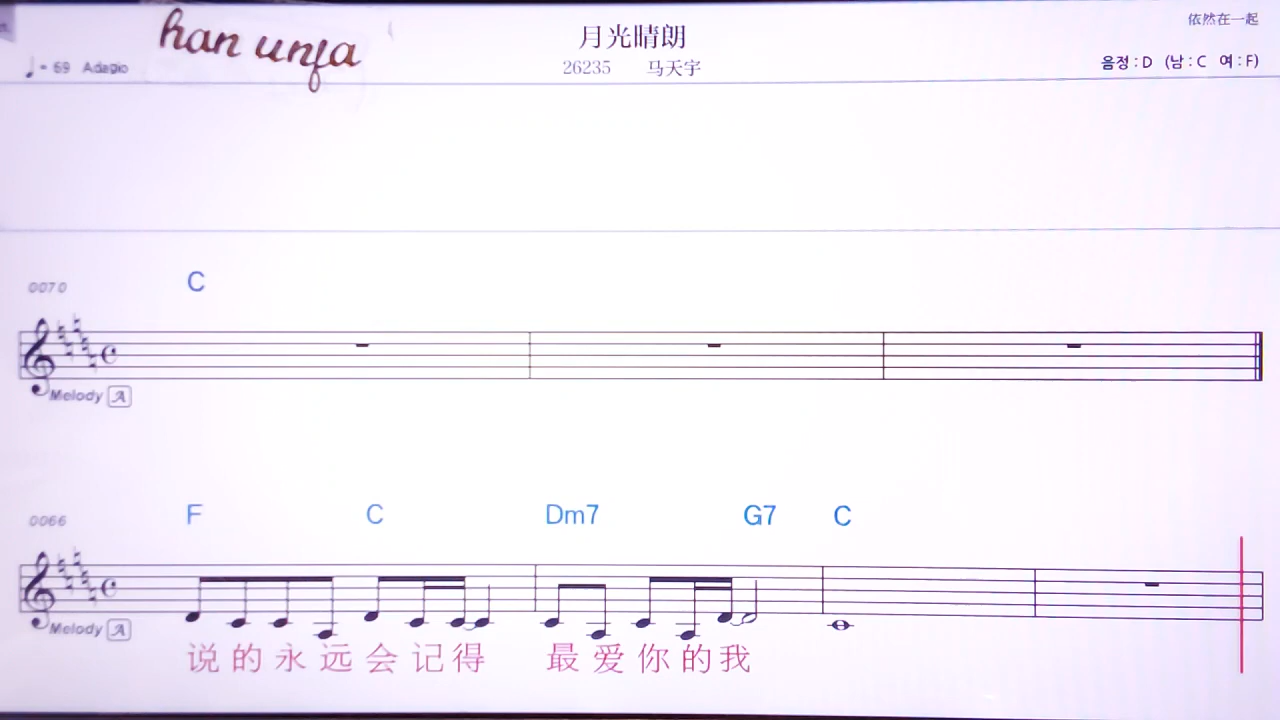 han unfa
月光晴朗
依然在一起
♩= 69 Adagio
26235 马天宇
음정 : D (남 : C 여 : F)
0070
C
Melody A
0066
F C Dm7 G7 C
Melody A
说的永远会记得 最爱你的我